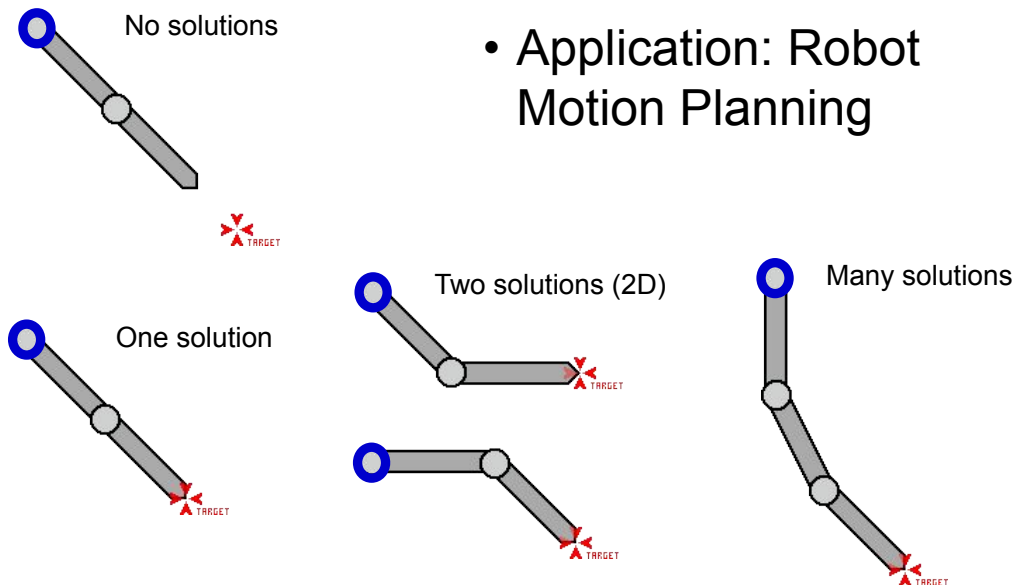 No solutions
• Application: Robot
Motion Planning
TARGET
Two solutions (2D)
Many solutions
One solution
TARGET
TARGET
TARGET
TARGET